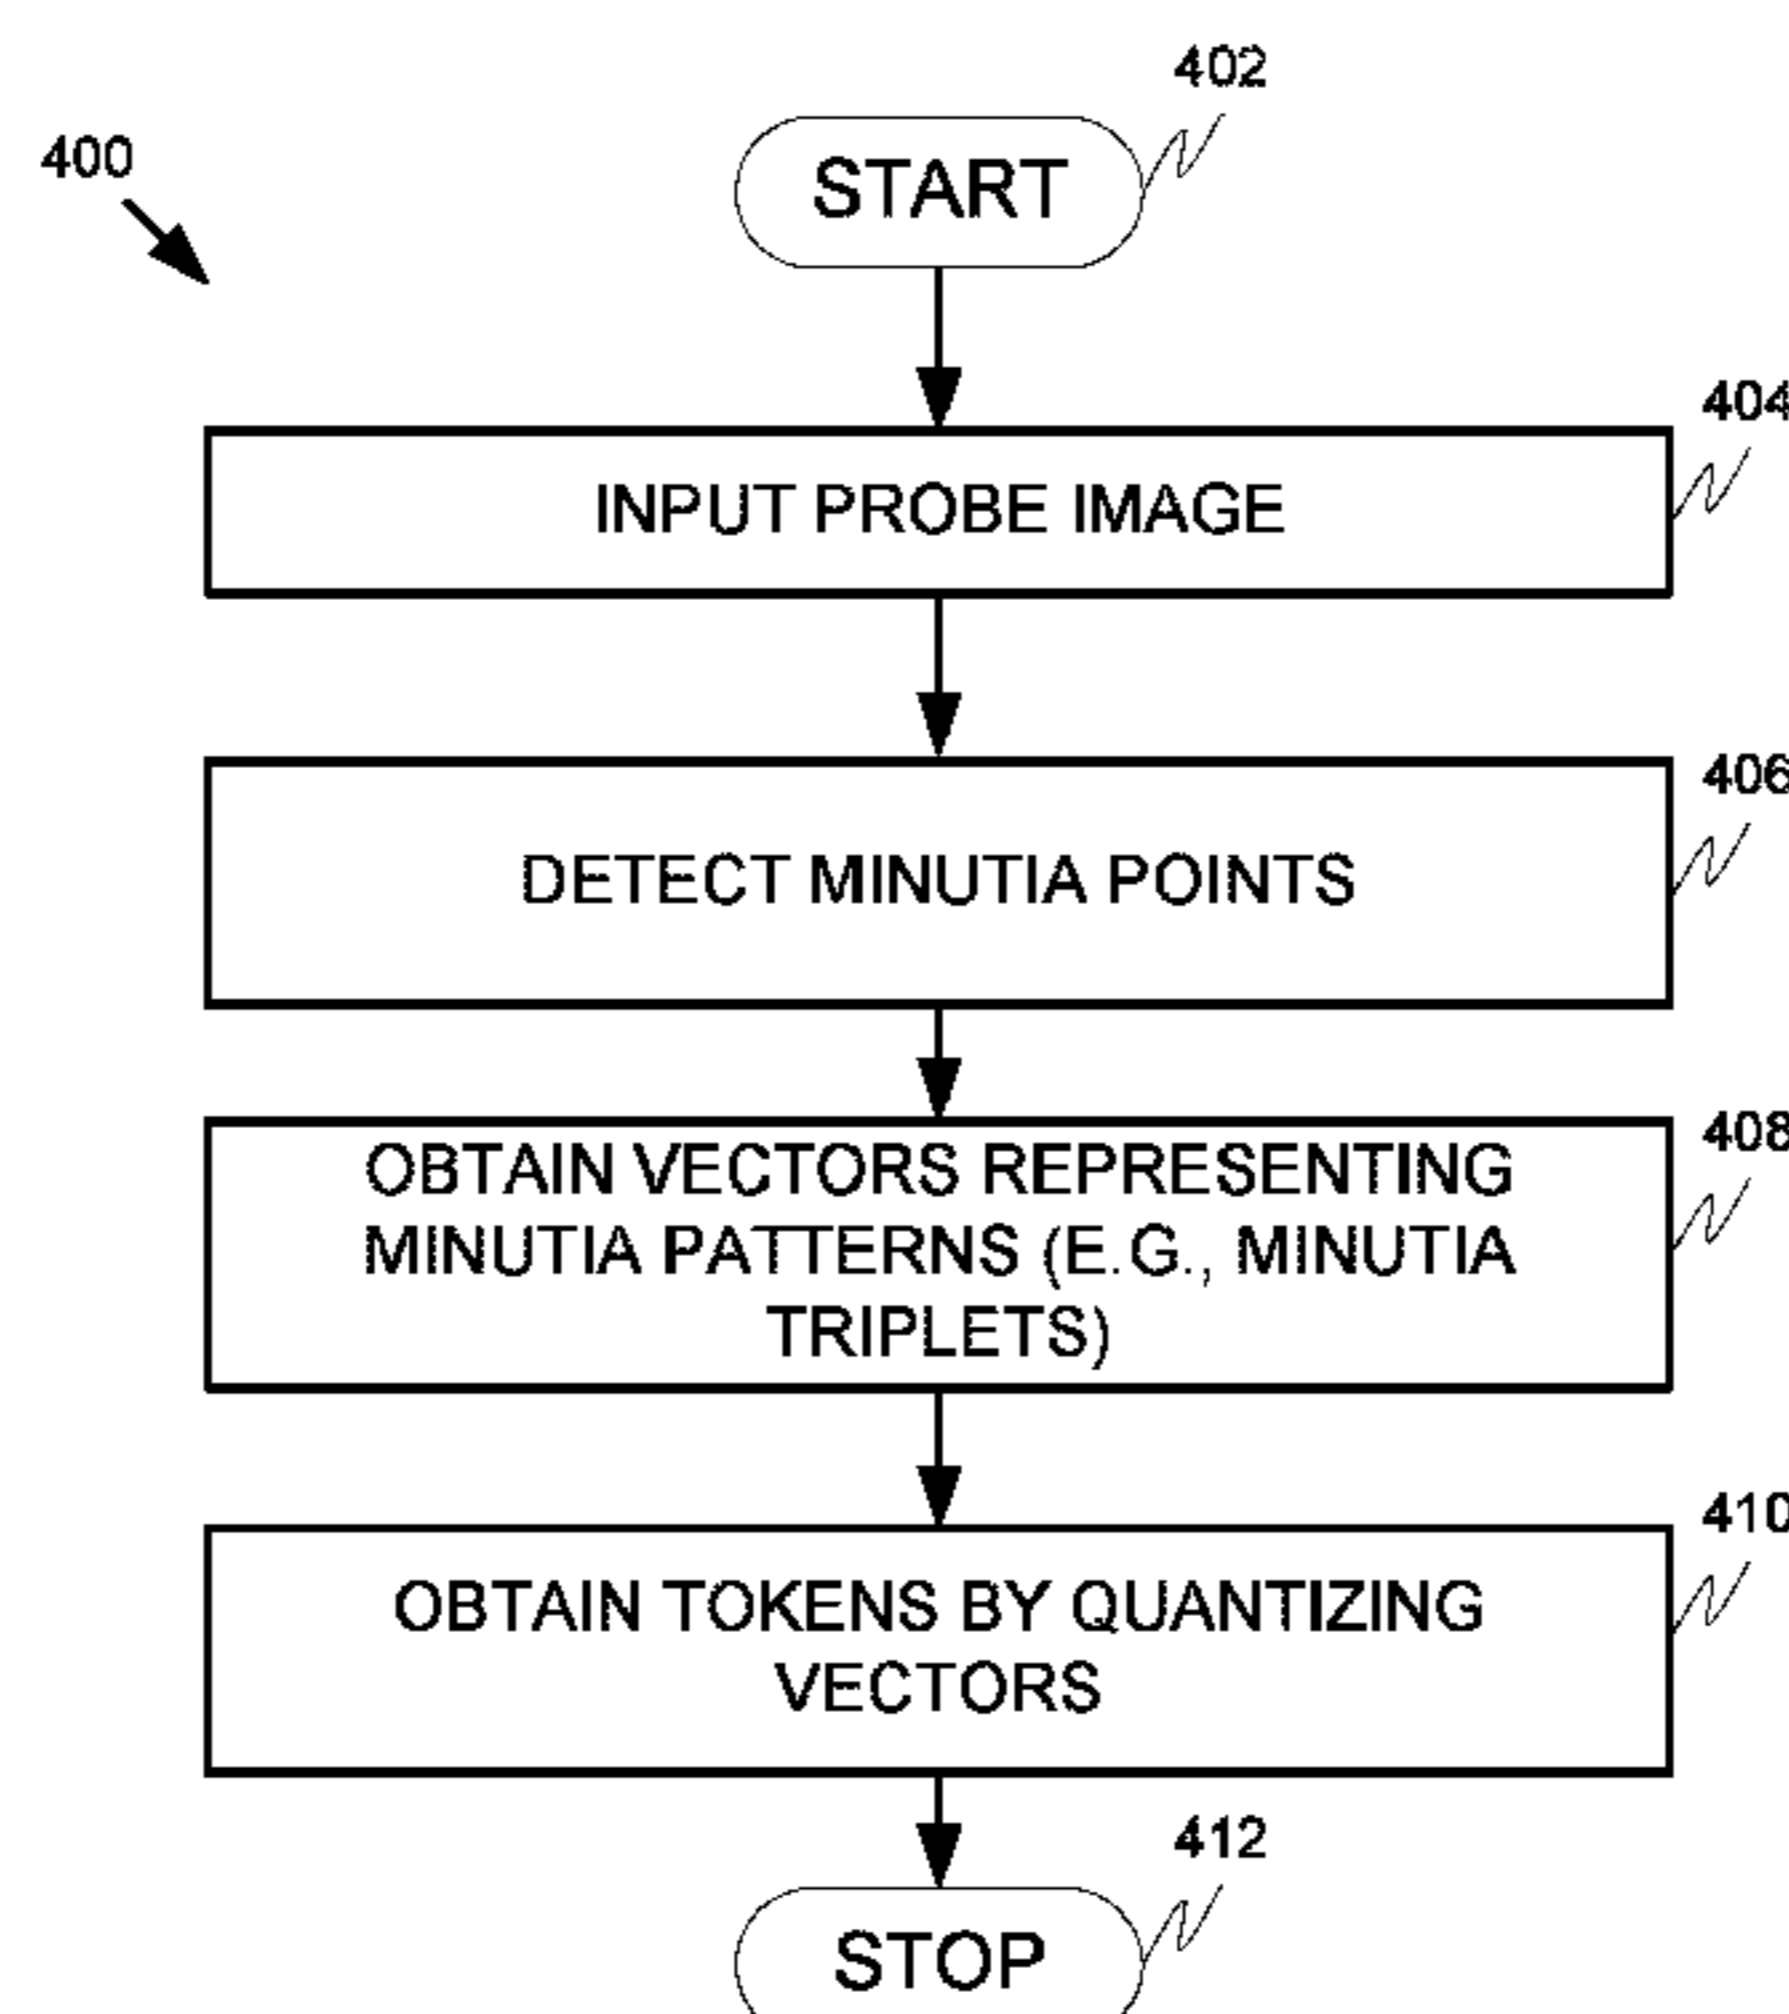 402
400
START
404
INPUT PROBE IMAGE
406
DETECT MINUTIA POINTS
408
OBTAIN VECTORS REPRESENTING
MINUTIA PATTERNS (E.G., MINUTIA
TRIPLETS)
410
OBTAIN TOKENS BY QUANTIZING
VECTORS
412
STOP